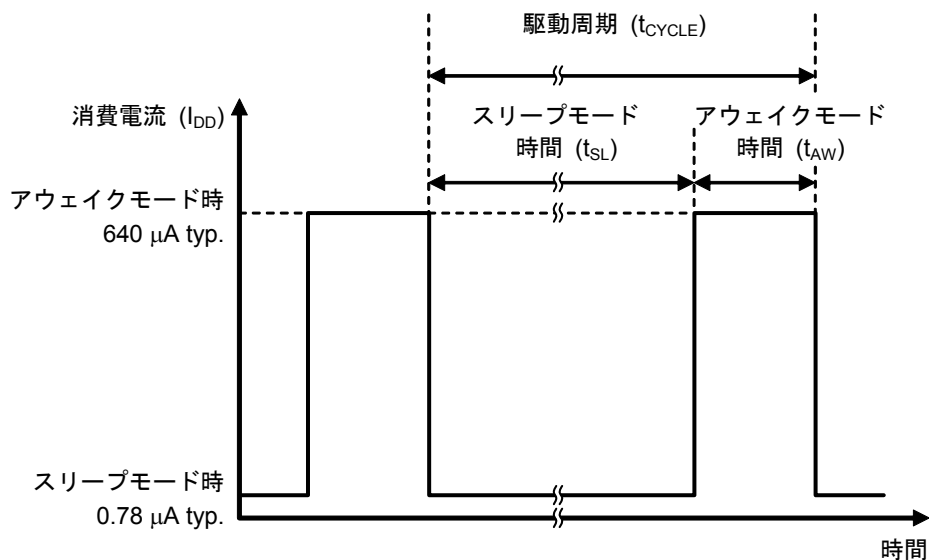 駆動周期 (tCYCLE)
消費電流 (IDD)
スリープモード
時間 (tSL)
アウェイクモード
時間 (tAW)
アウェイクモード時
640 μA typ.
スリープモード時
0.78 μA typ.
時間